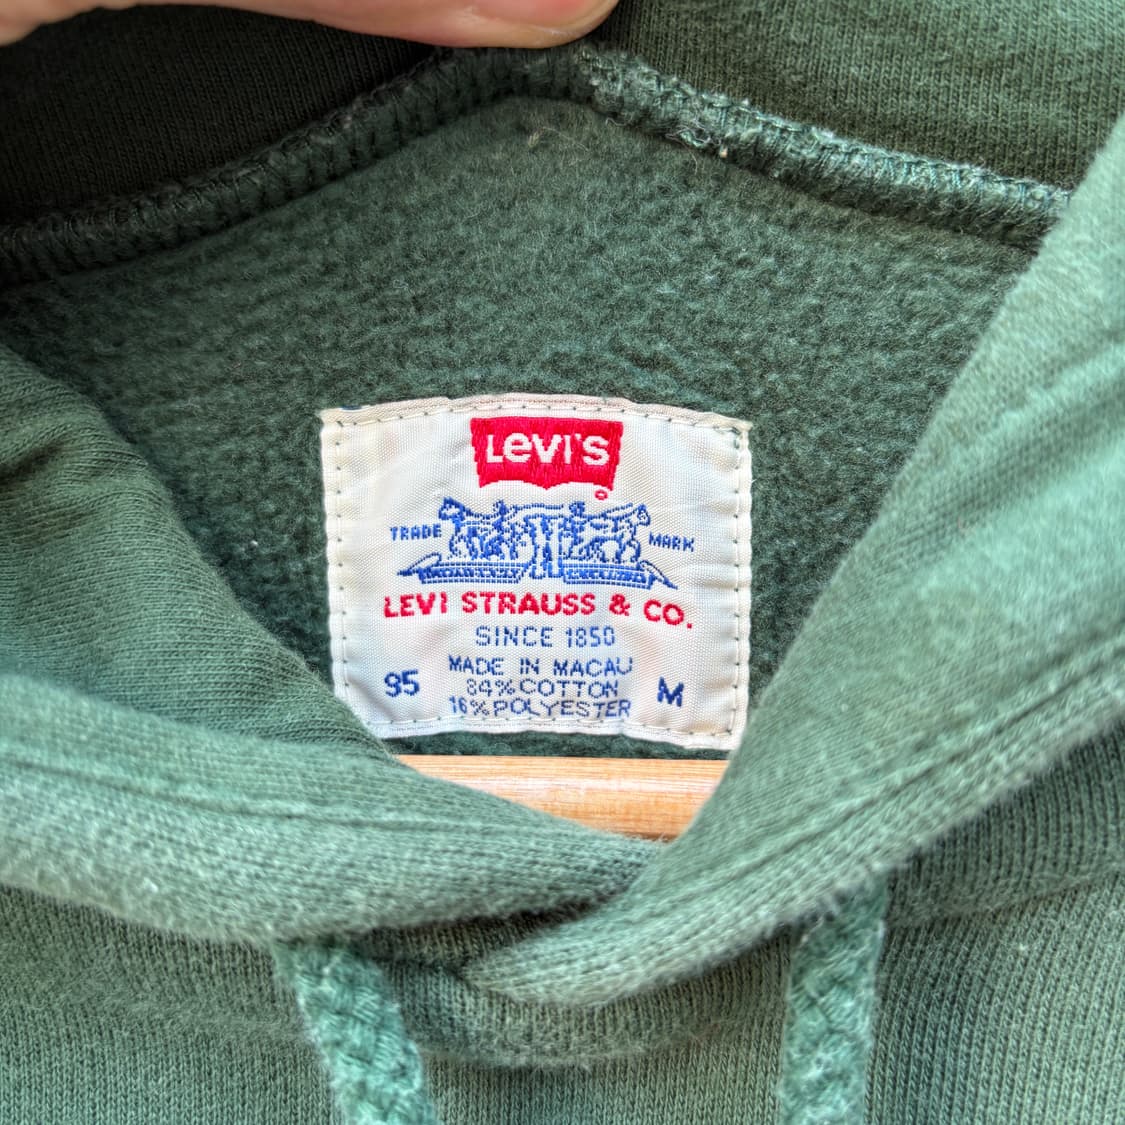 LEVI'S
TRADE MARK
LEVI STRAUSS & CO.
SINCE 1850
MADE IN MACAU
84%COTTON
95 M
16%POLYESTER